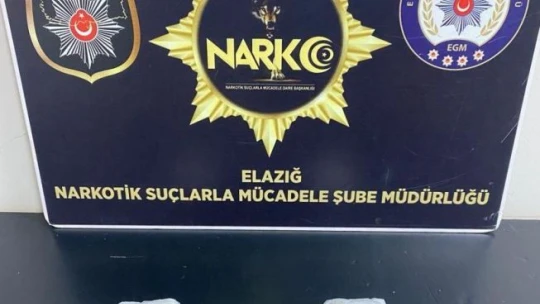 NARKO
NARKOTİK SUÇLARLA MÜCADELE DAİRE BAŞKANLIĞI
EGM
ELAZIĞ
NARKOTİK SUÇLARLA MÜCADELE ŞUBE MÜDÜRLÜĞÜ